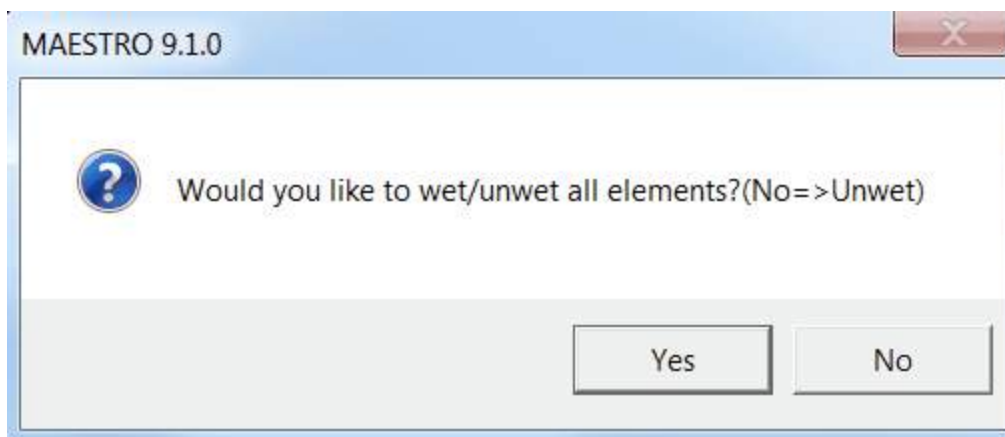 MAESTRO 9.1.0
Would you like to wet/unwet all elements?(No=>Unwet)
Yes
No